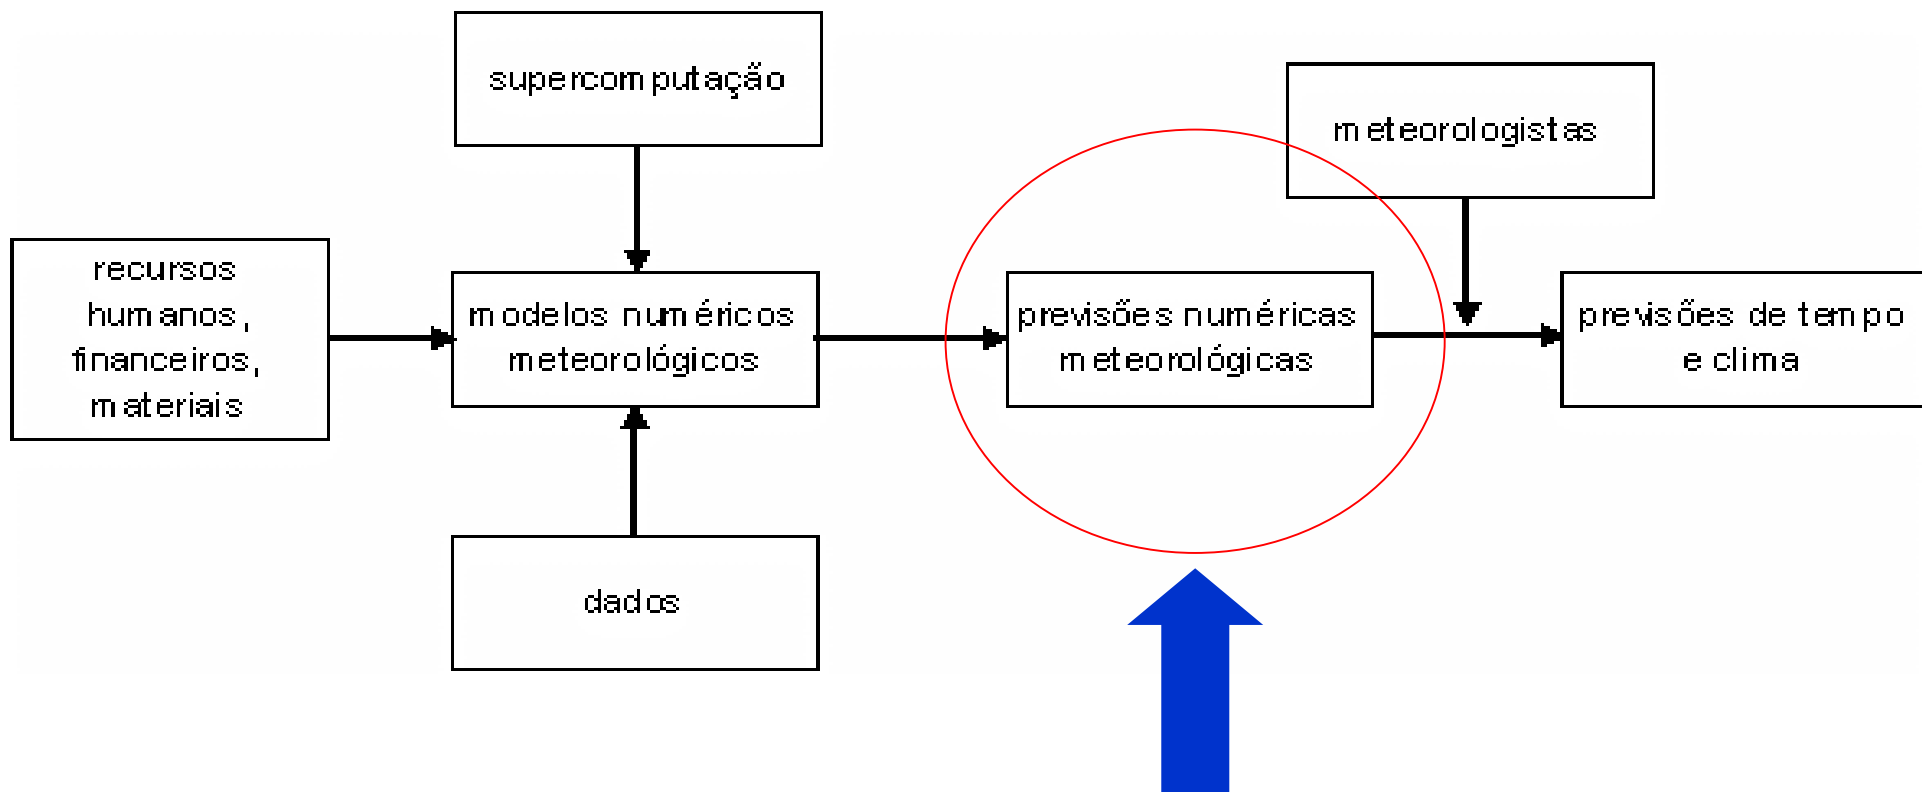 supercomputação
meteorologistas
recursos
humanos,
financeiros,
materiais
modelos numéricos
meteorológicos
previsões numéricas
meteorológicas
previsões de tempo
e clima
dados